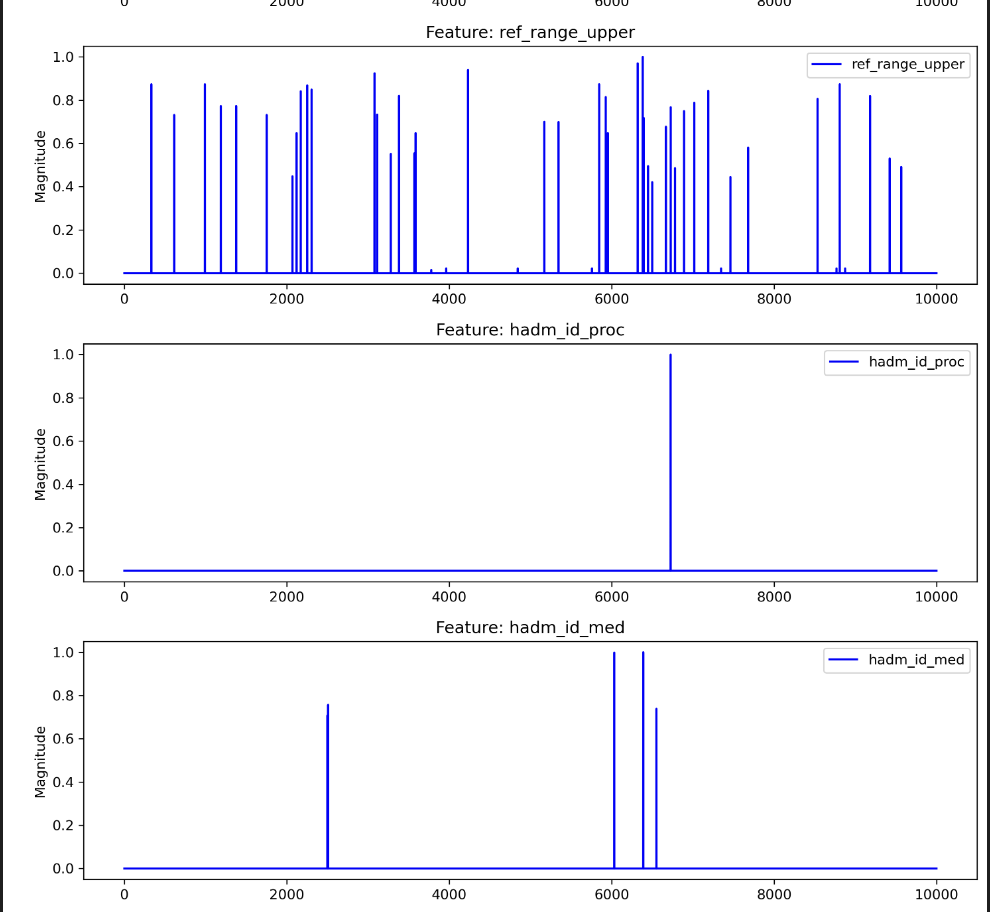 0 2000 4000 6000 8000 10000
Feature: ref_range_upper
ref_range_upper
Magnitude
1.0
0.8
0.6
0.4
0.2
0.0
0 2000 4000 6000 8000 10000
Feature: hadm_id_proc
hadm_id_proc
Magnitude
1.0
0.8
0.6
0.4
0.2
0.0
0 2000 4000 6000 8000 10000
Feature: hadm_id_med
hadm_id_med
Magnitude
1.0
0.8
0.6
0.4
0.2
0.0
0 2000 4000 6000 8000 10000